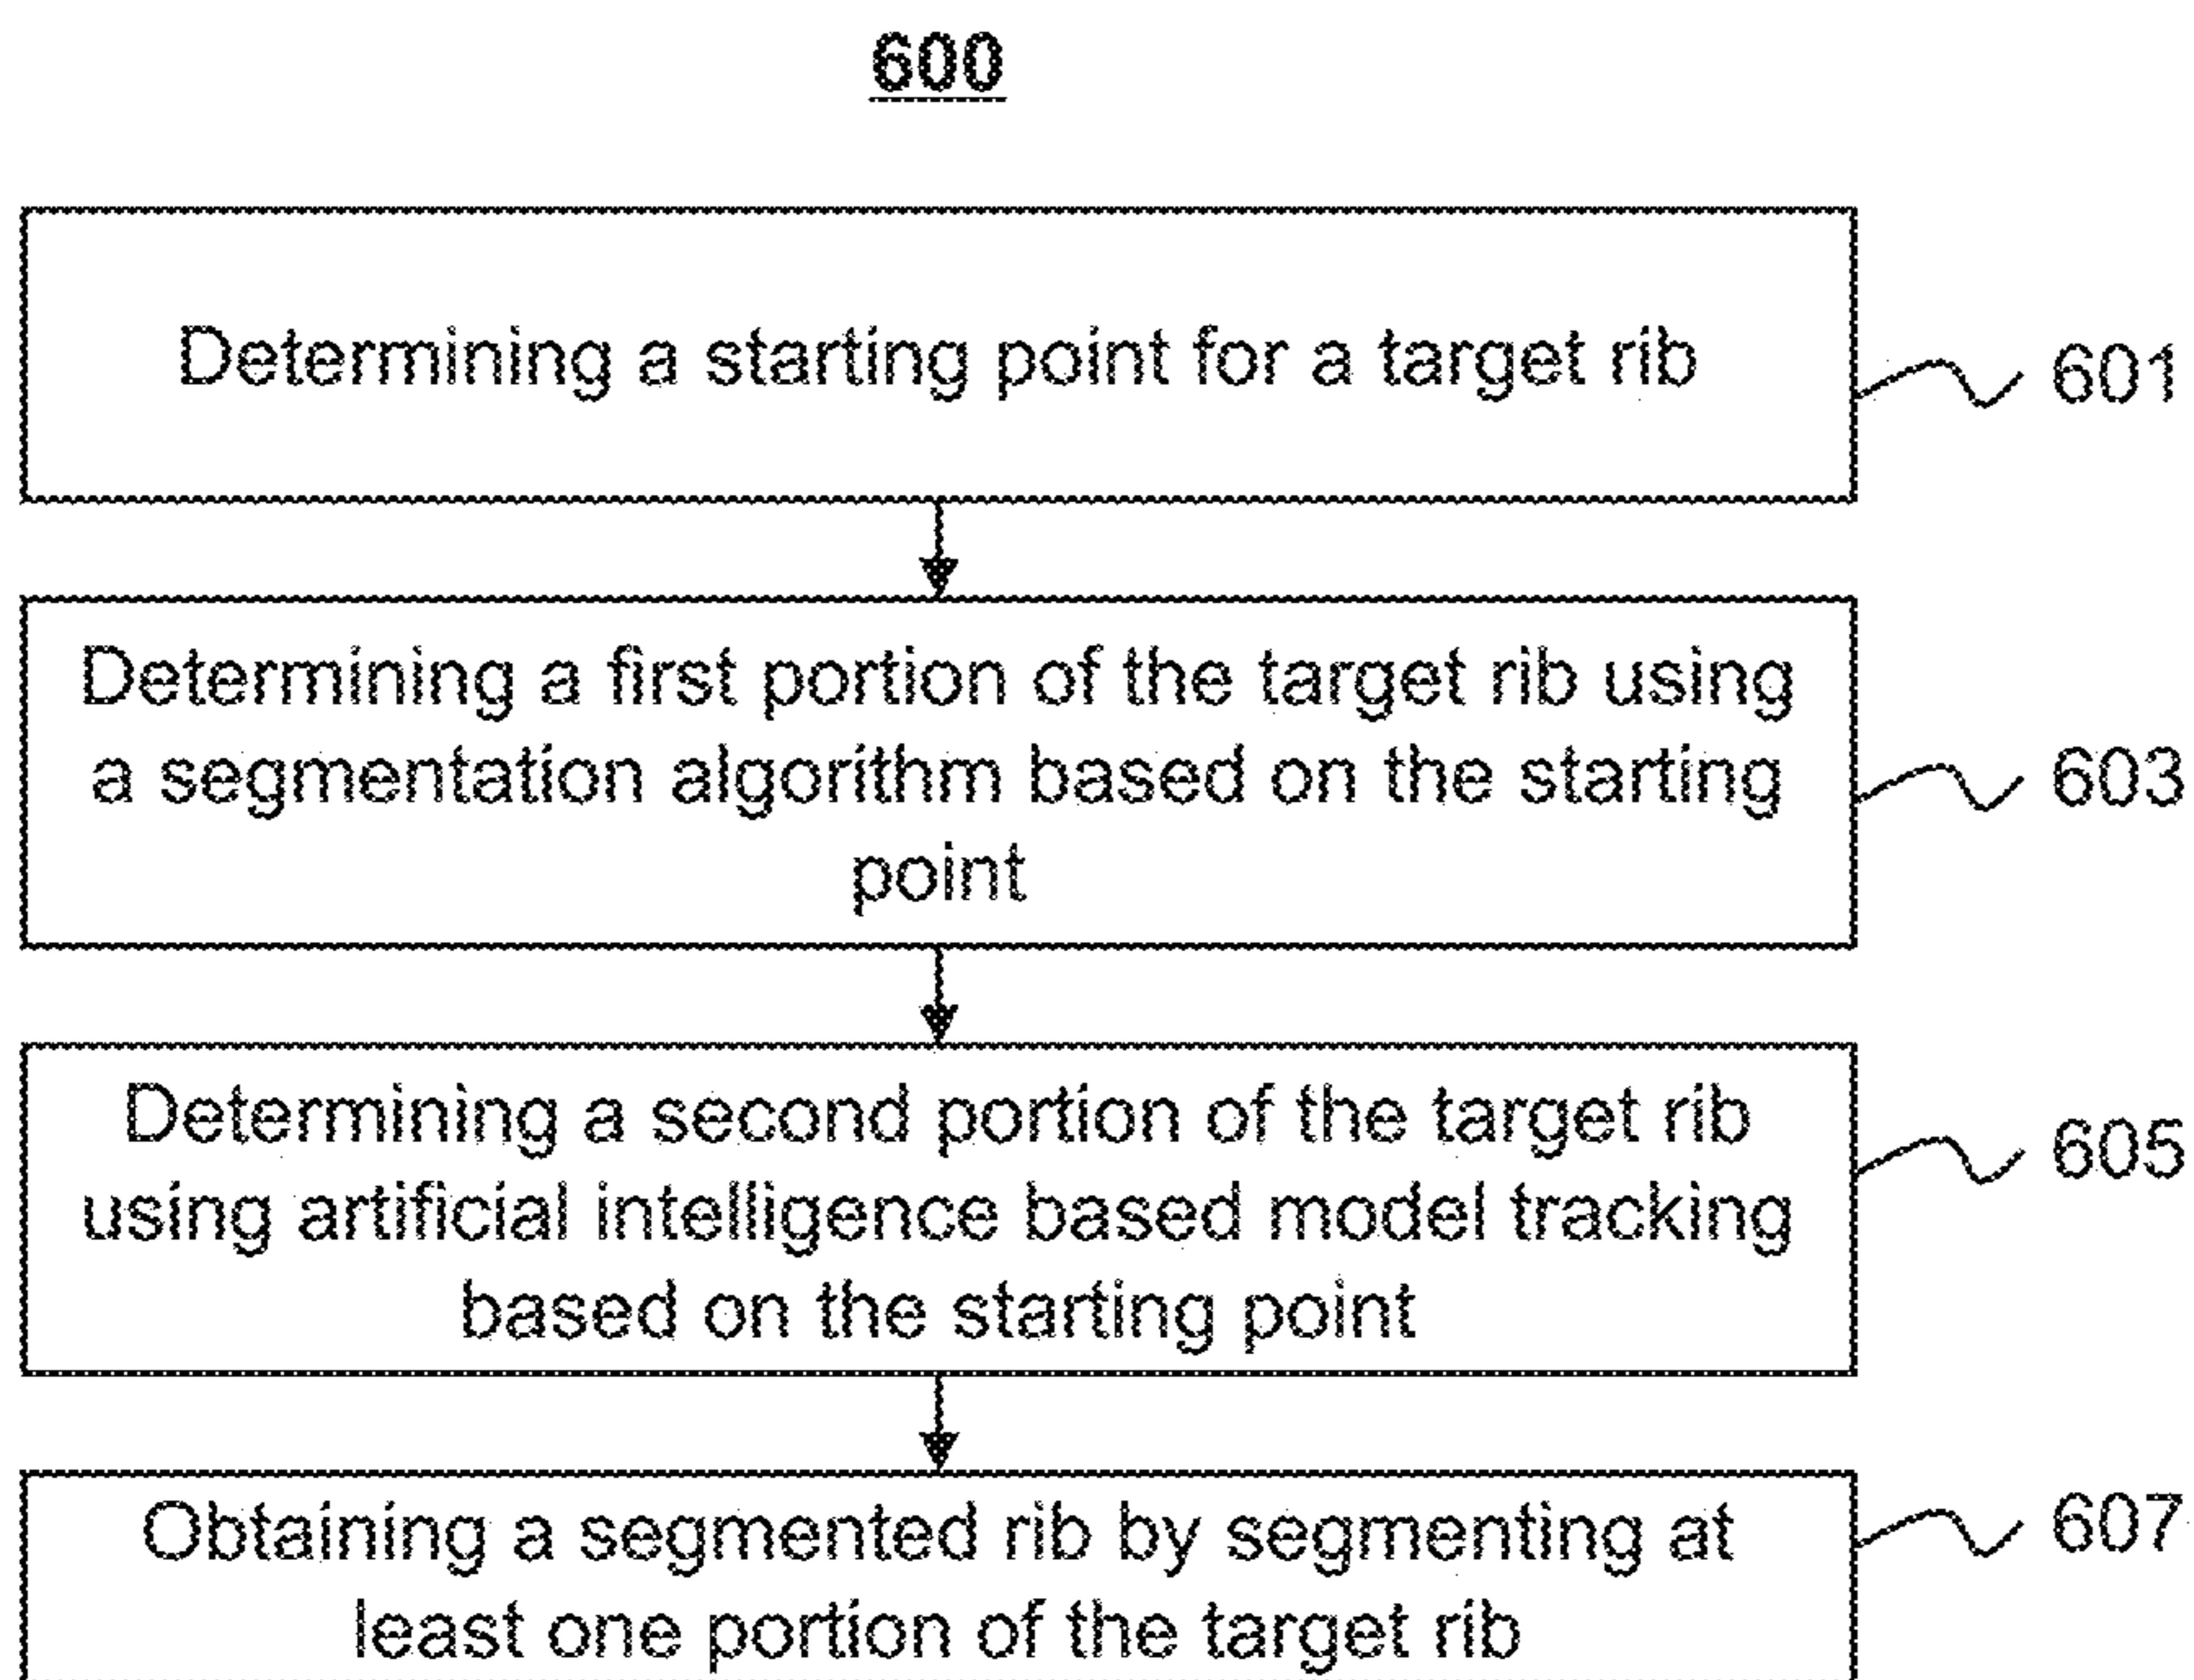 600
Determining a starting point for a target rib
601
Determining a first portion of the target rib using
a segmentation algorithm based on the starting
point
603
Determining a second portion of the target rib
using artificial intelligence based model tracking
based on the starting point
605
Obtaining a segmented rib by segmenting at
least one portion of the target rib
607